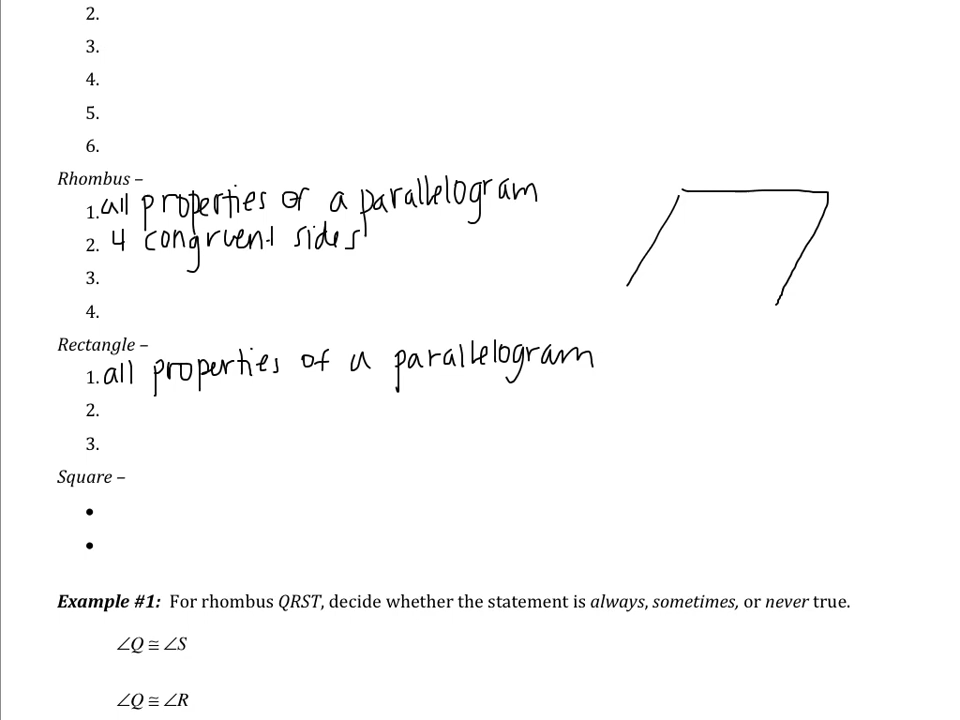 2.
3.
4.
5.
6.
Rhombus –
1. all properties of a parallelogram
2. 4 congruent sides
3.
4.
Rectangle –
1. all properties of a parallelogram
2.
3.
Square –
•
•
Example #1: For rhombus QRST, decide whether the statement is always, sometimes, or never true.
∠Q ≅ ∠S
∠Q ≅ ∠R